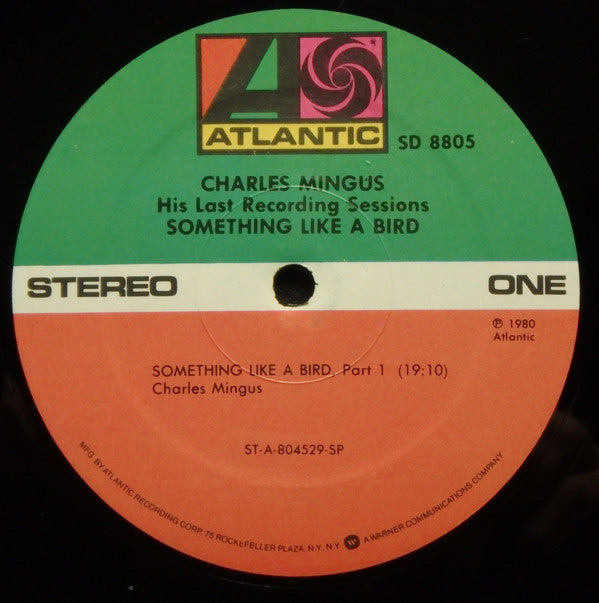 ATLANTIC
SD 8805
CHARLES MINGUS
His Last Recording Sessions
SOMETHING LIKE A BIRD
STEREO
ONE
℗ 1980
Atlantic
SOMETHING LIKE A BIRD, Part 1 (19:10)
Charles Mingus
ST-A-804529-SP
MFG. BY ATLANTIC RECORDING CORP. 75 ROCKEFELLER PLAZA, N.Y. N.Y. W A WARNER COMMUNICATIONS COMPANY